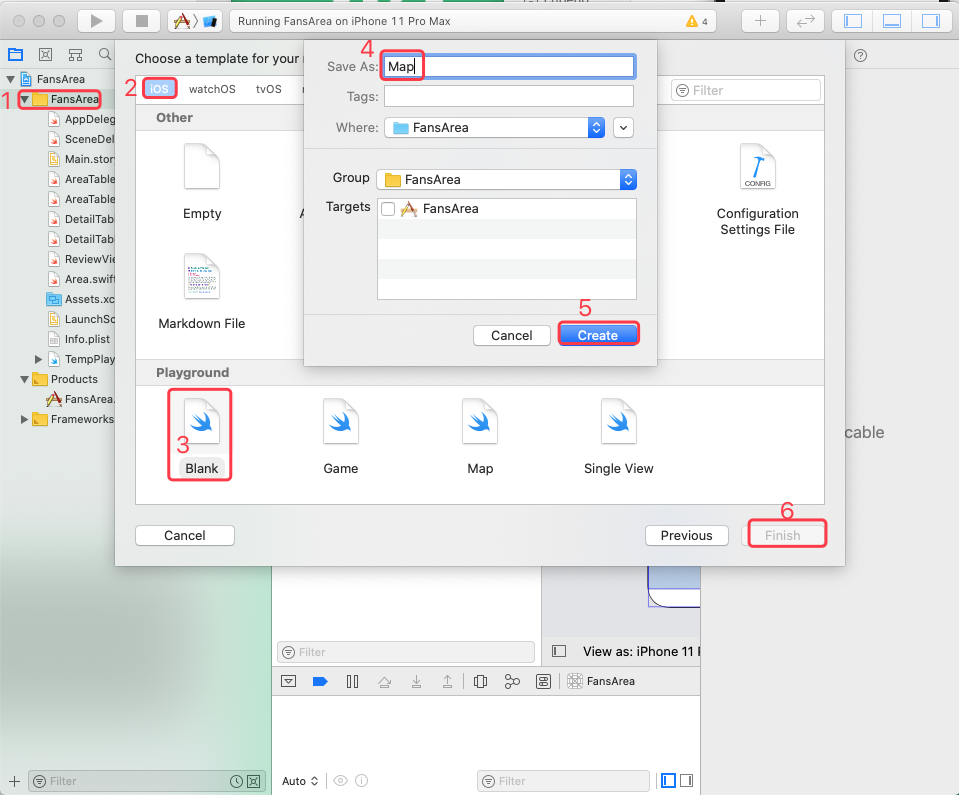 Running FansArea on iPhone 11 Pro Max
4
FansArea
1
FansArea
AppDeleg
SceneDel
Main.story
AreaTable
AreaTable
DetailTab
DetailTab
ReviewVie
Area.swift
Assets.xc
LaunchSc
Info.plist
TempPlay
Products
FansArea.
Frameworks
Filter
Choose a template for your
2
iOS
watchOS
tvOS
Filter
Other
Empty
CONFIG
Configuration
Settings File
Markdown File
4
Save As:
Map
Tags:
Where:
FansArea
Group
FansArea
Targets
FansArea
5
Cancel
Create
Playground
3
Blank
Game
Map
Single View
Cancel
Previous
6
Finish
cable
Filter
View as: iPhone 11
FansArea
Auto
Filter